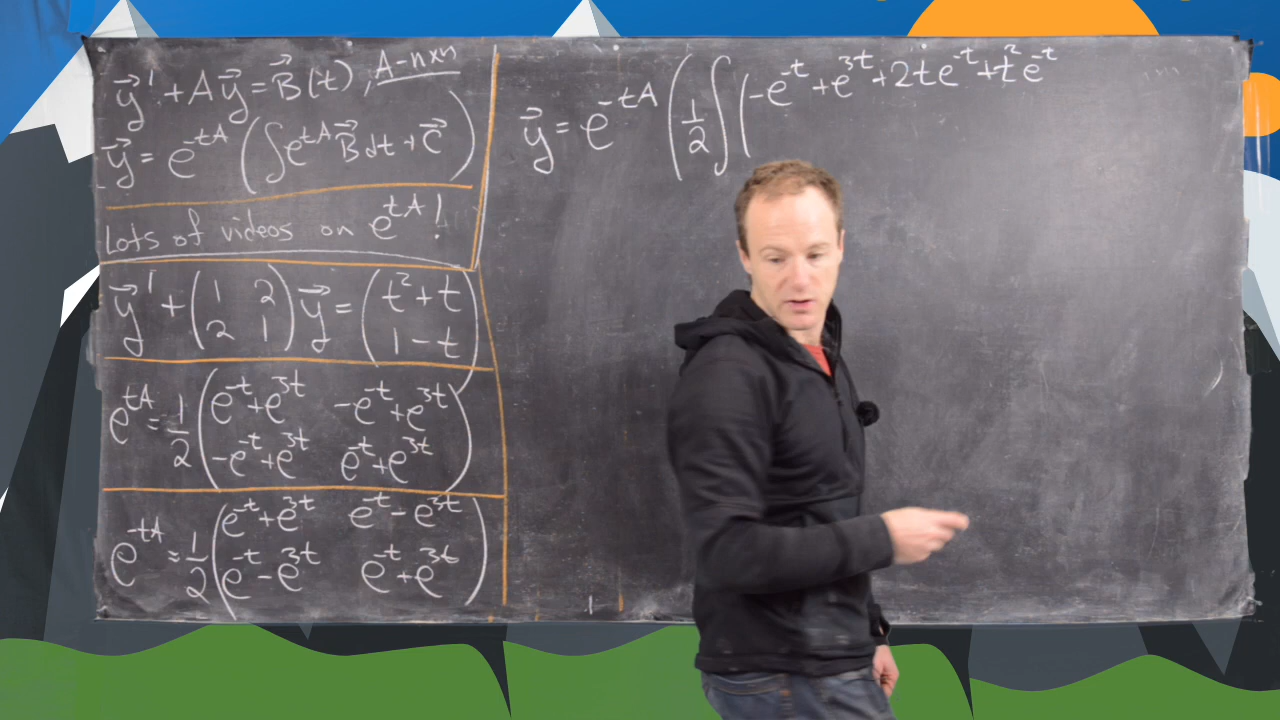 y⃗' + Ay⃗ = B⃗(t), A-n×n
y⃗ = e^{-tA} (∫e^{tA} B⃗ dt + C⃗)
Lots of videos on e^{tA}!
y⃗' + (1 2
2 1) y⃗ = (t² + t
1 - t)
e^{tA} = 1/2 (e^{-t} + e^{3t} -e^{-t} + e^{3t}
-e^{-t} + e^{3t} e^{-t} + e^{3t})
e^{-tA} = 1/2 (e^{-t} + e^{3t} e^{-t} - e^{3t}
e^{-t} - e^{3t} e^{-t} + e^{3t})
y⃗ = e^{-tA} (1/2 ∫(-e^{-t} + e^{3t} + 2te^{-t} + t²e^{-t}